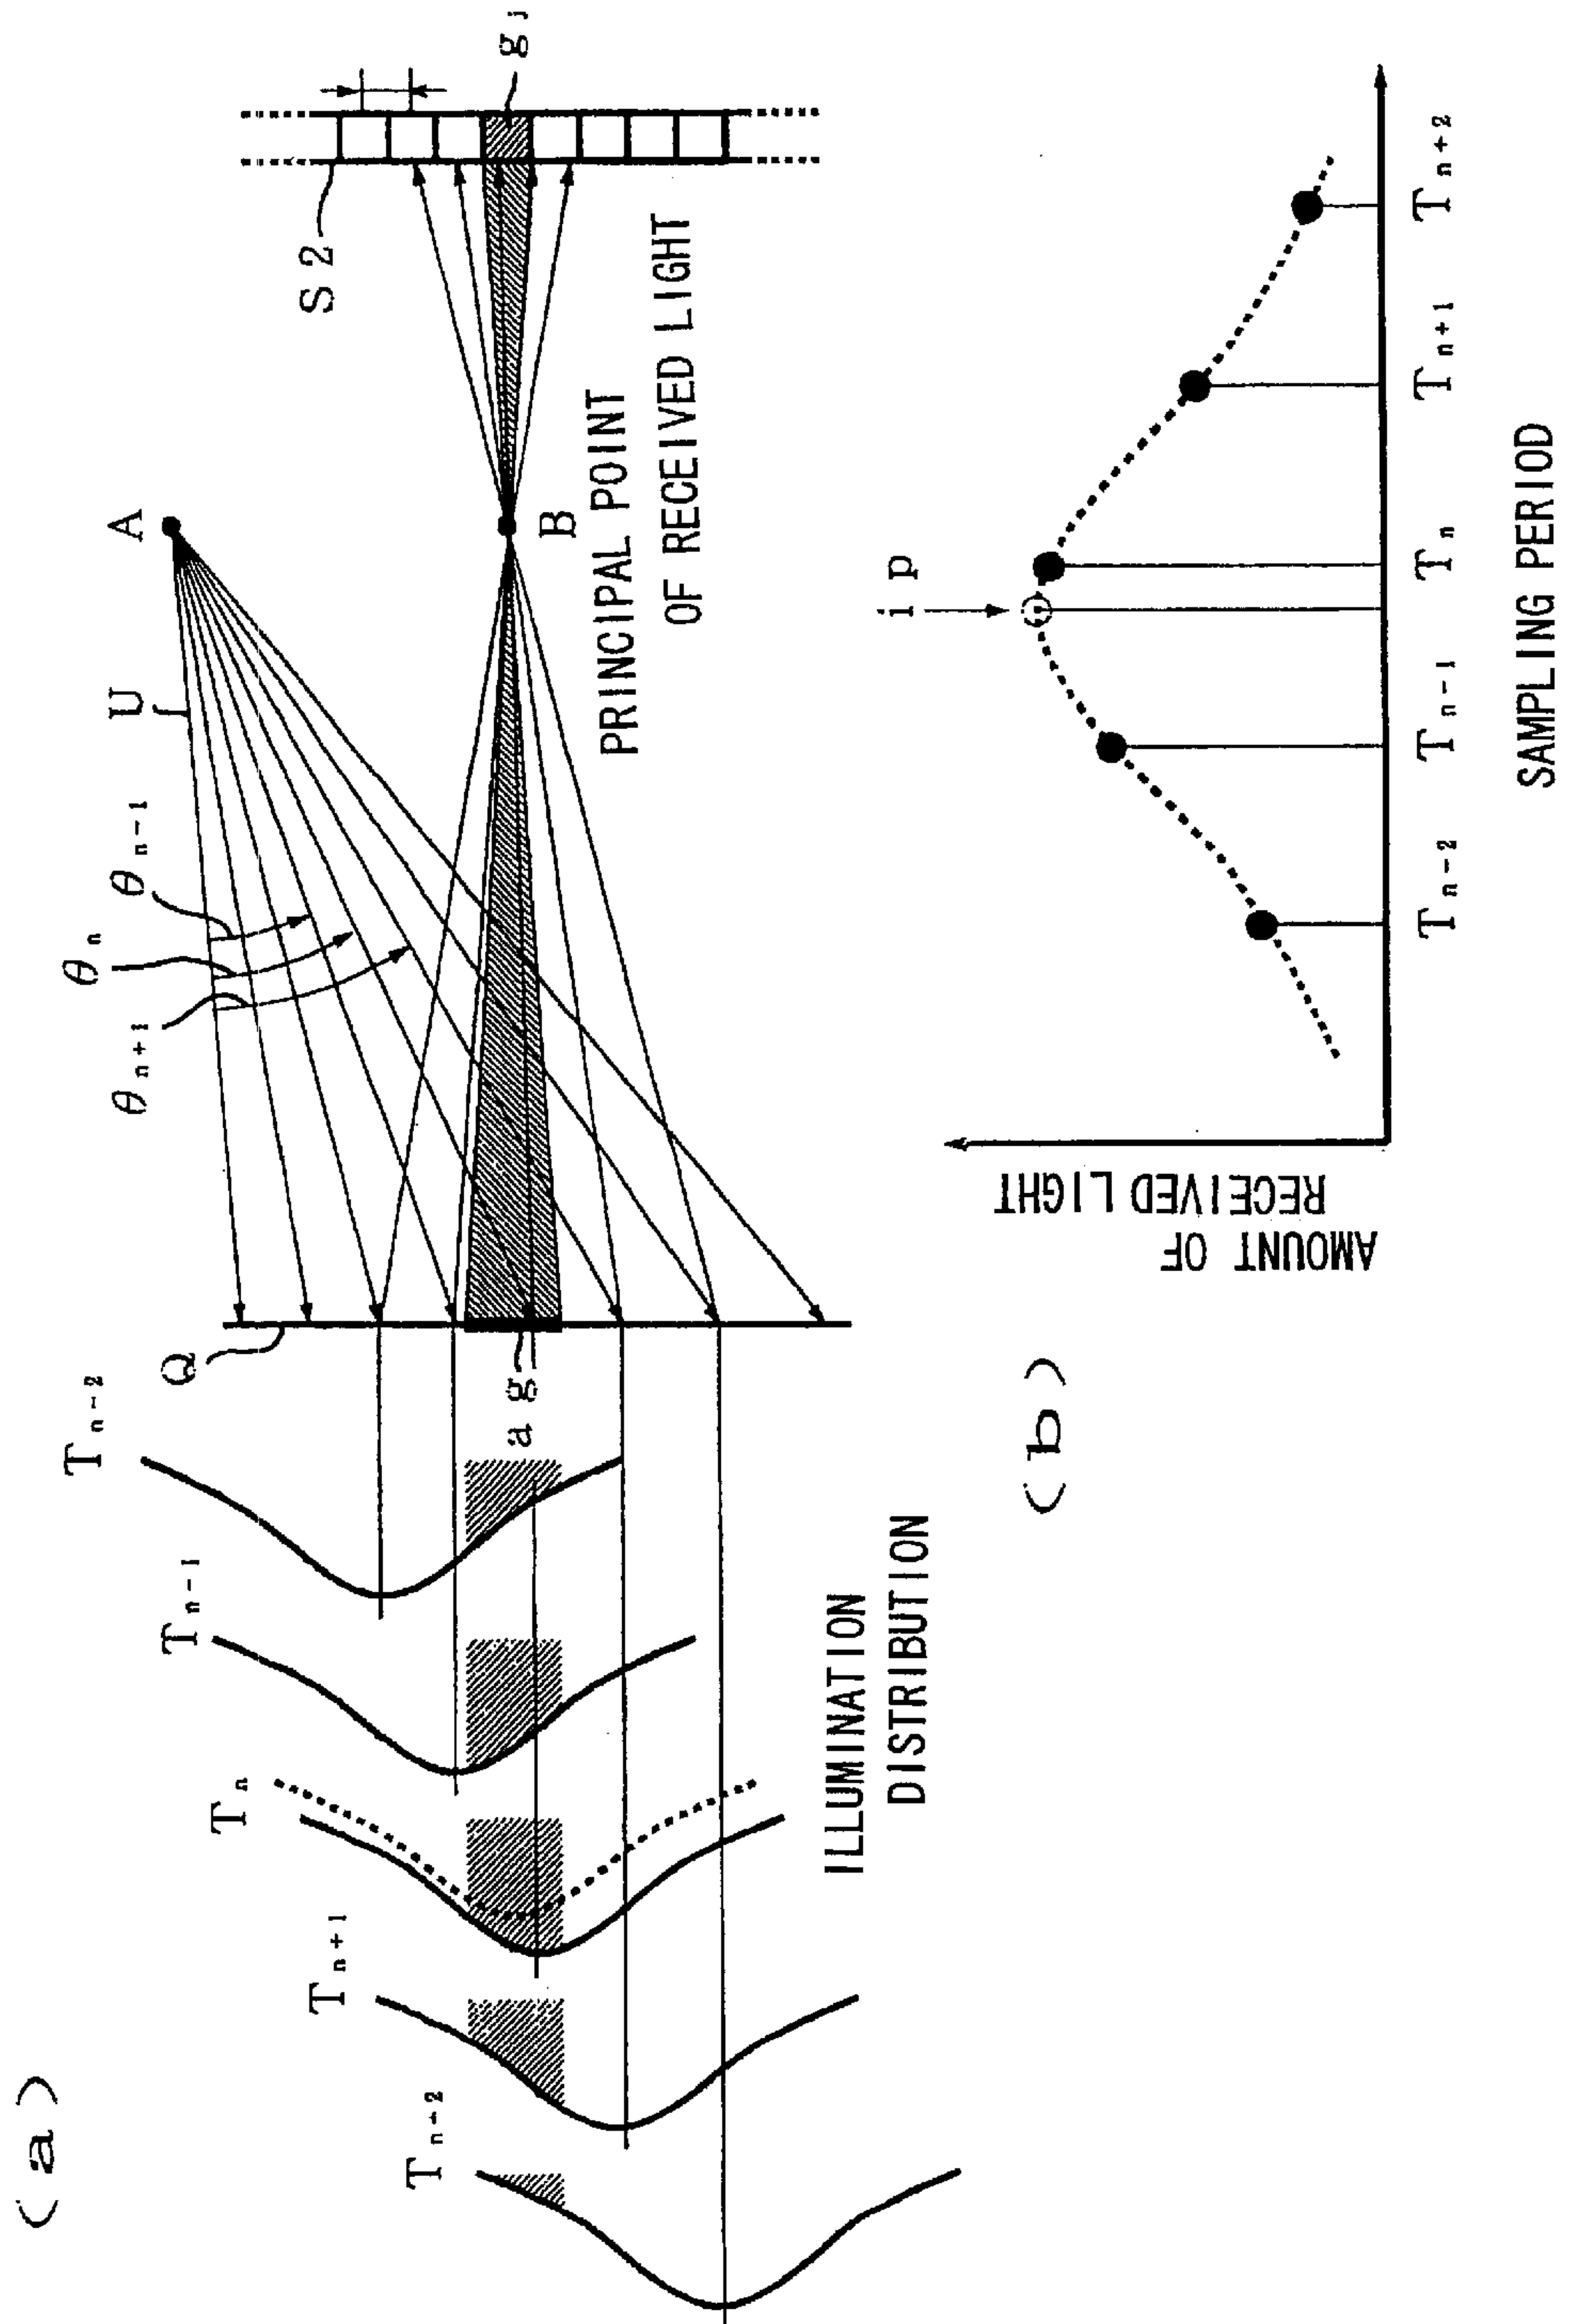 (a)
A
U
θn-1
θn
θn+1
Q
S2
gj
B
PRINCIPAL POINT
OF RECEIVED LIGHT
ag
Tn-2
Tn-1
Tn
Tn+1
Tn+2
ILLUMINATION
DISTRIBUTION
(b)
AMOUNT OF
RECEIVED LIGHT
ip
Tn-2
Tn-1
Tn
Tn+1
Tn+2
SAMPLING PERIOD